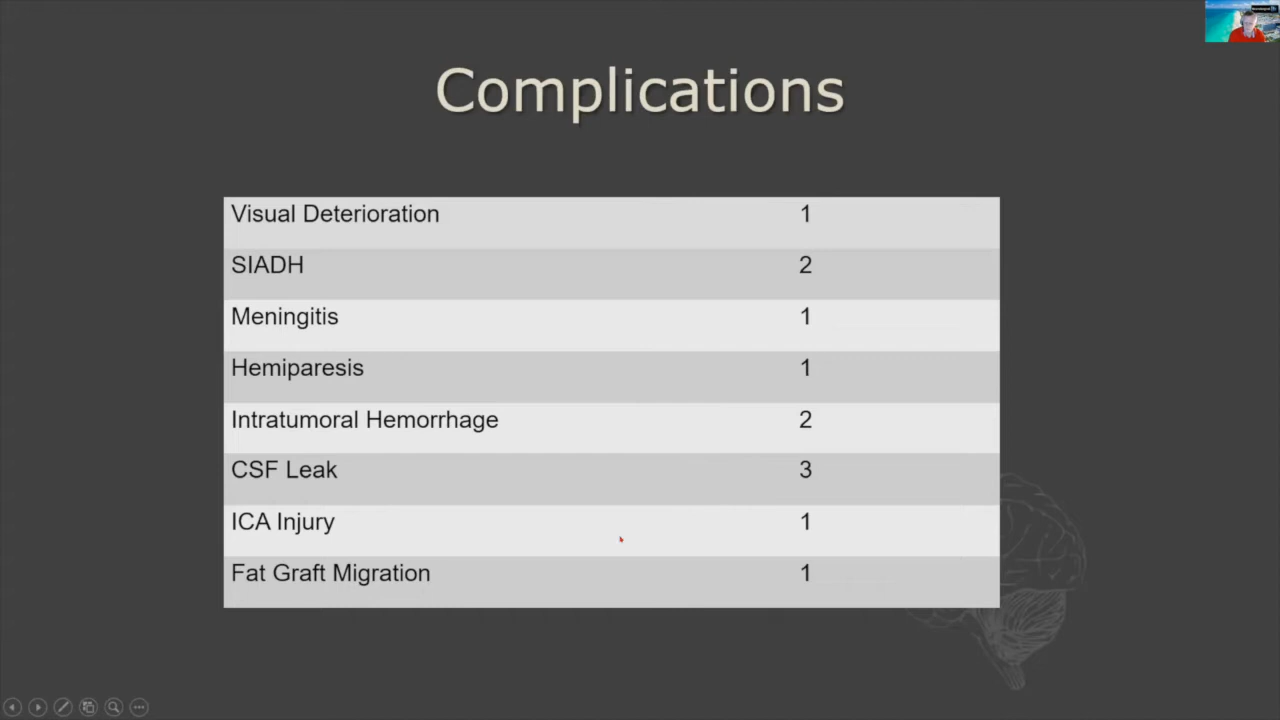 Complications
Visual Deterioration 1
SIADH 2
Meningitis 1
Hemiparesis 1
Intratumoral Hemorrhage 2
CSF Leak 3
ICA Injury 1
Fat Graft Migration 1